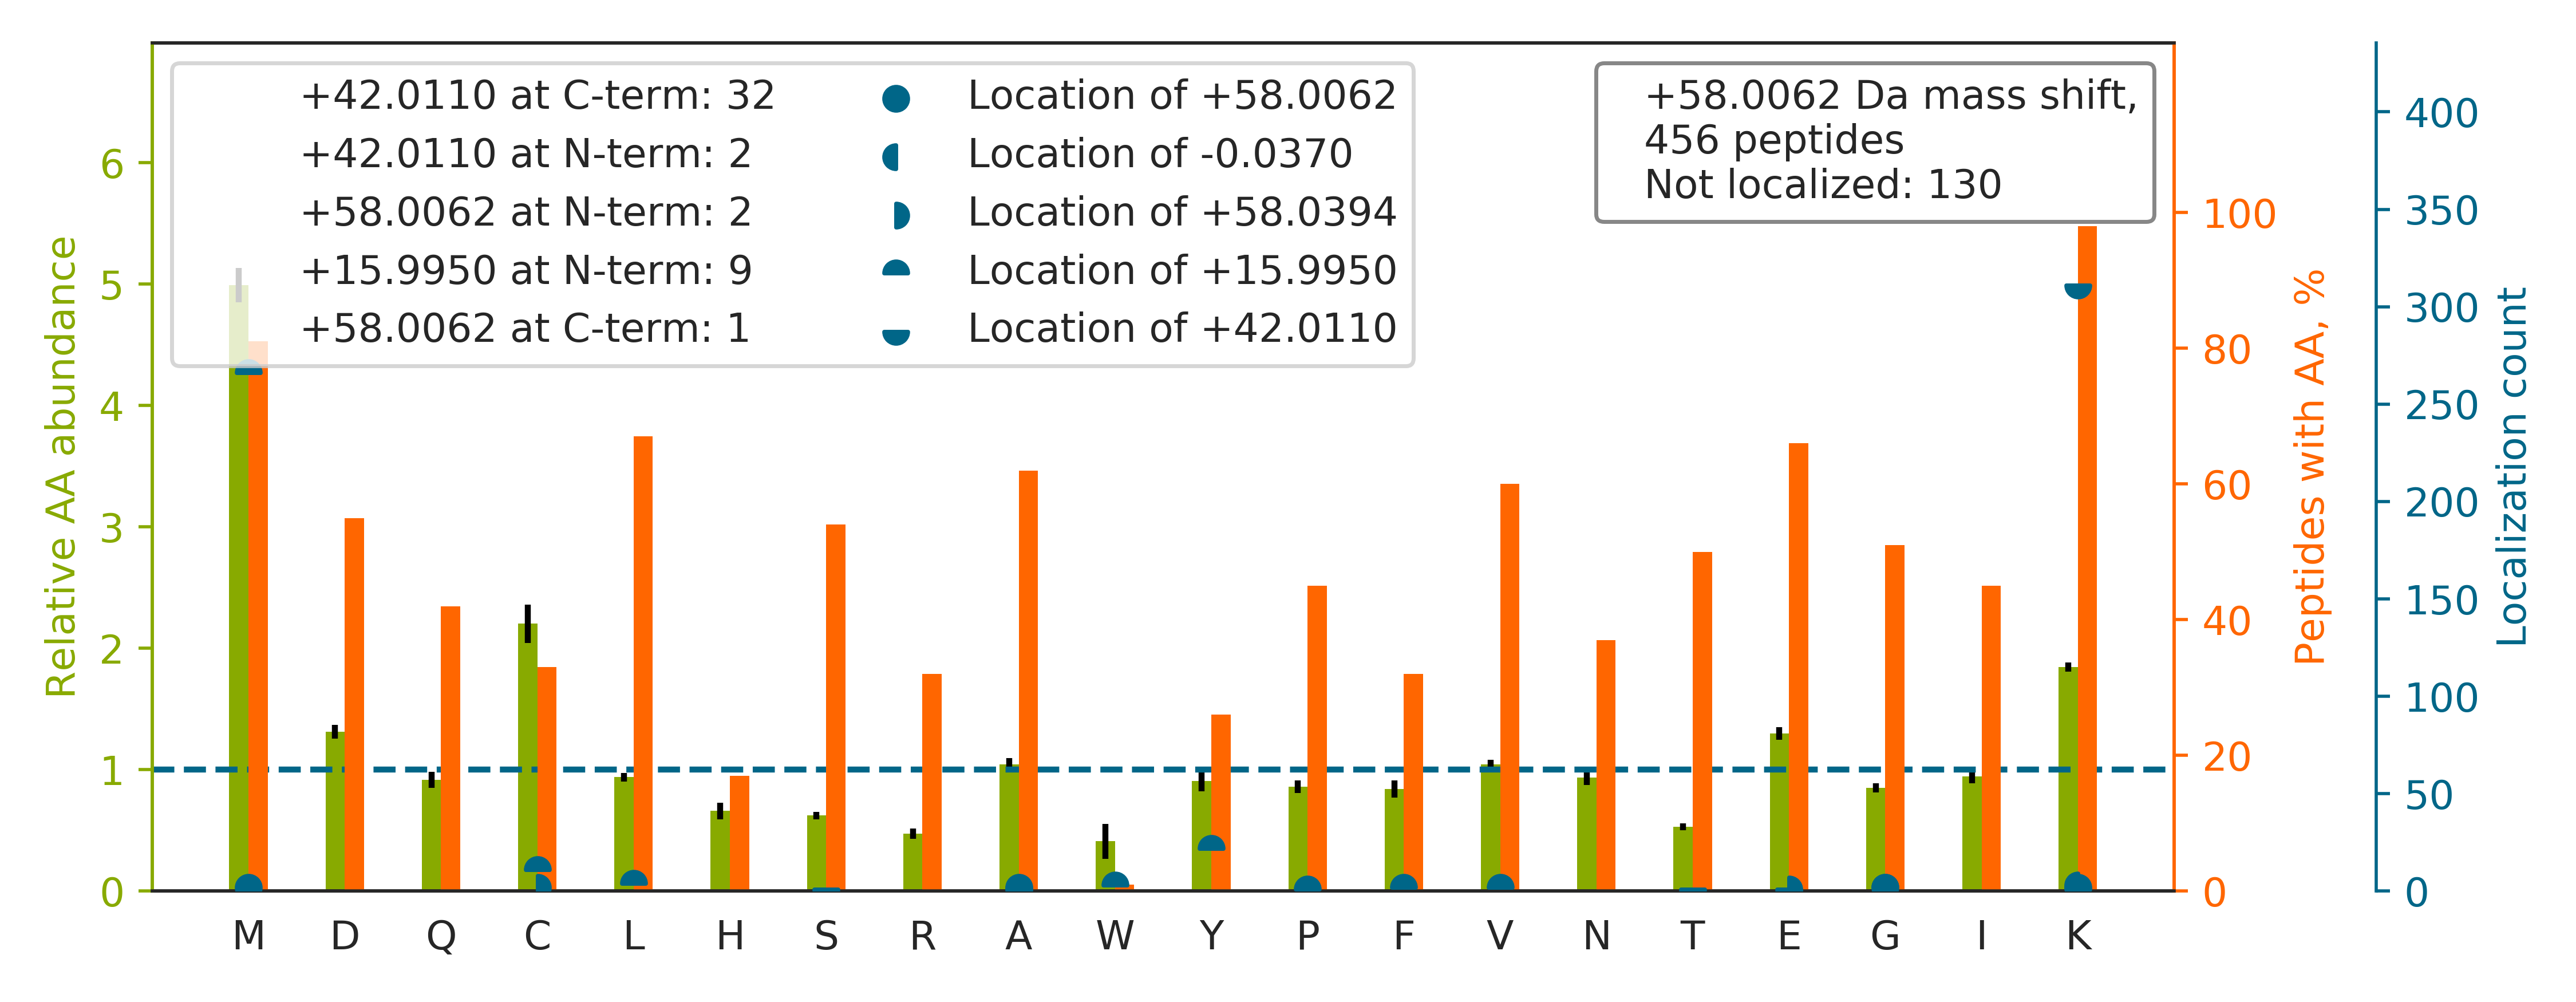 +42.0110 at C-term: 32
+42.0110 at N-term: 2
+58.0062 at N-term: 2
+15.9950 at N-term: 9
+58.0062 at C-term: 1
Location of +58.0062
Location of -0.0370
Location of +58.0394
Location of +15.9950
Location of +42.0110
+58.0062 Da mass shift,
456 peptides
Not localized: 130
Relative AA abundance
6
5
4
3
2
1
0
M D Q C L H S R A W Y P F V N T E G I K
100
80
60
40
20
0
Peptides with AA, %
400
350
300
250
200
150
100
50
0
Localization count